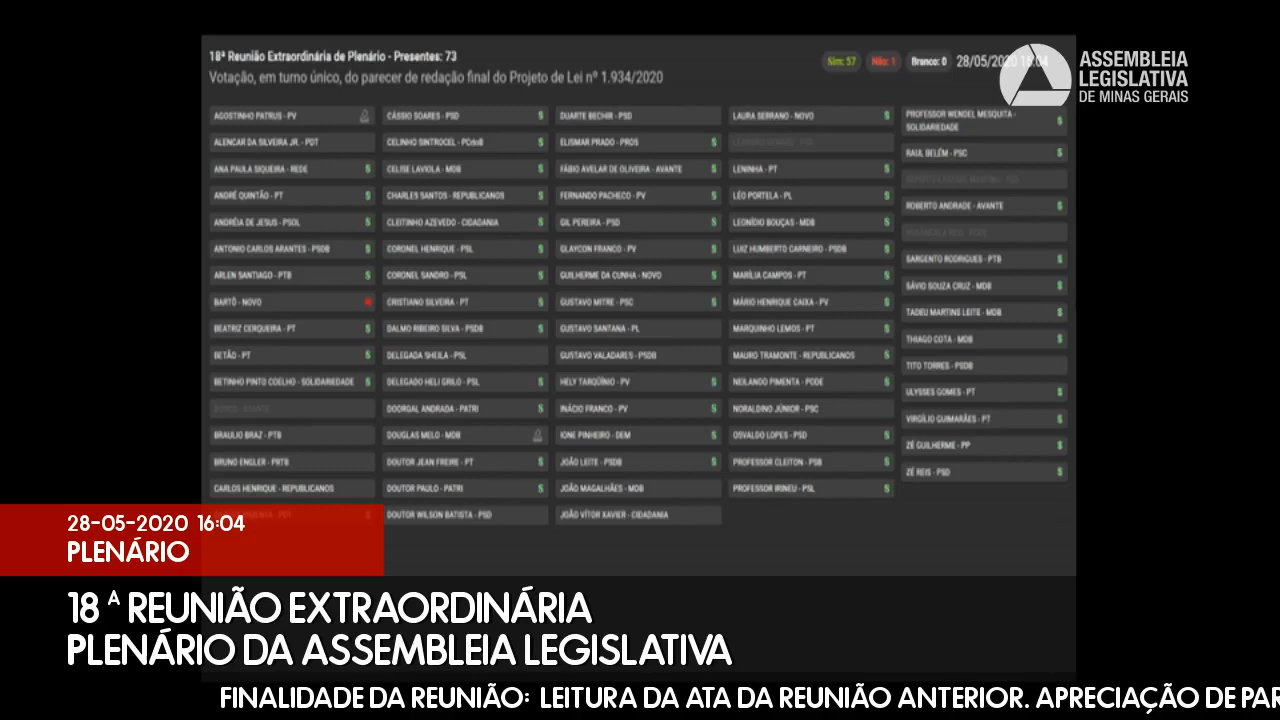 18ª Reunião Extraordinária de Plenário - Presentes: 73
Votação, em turno único, do parecer de redação final do Projeto de Lei nº 1.934/2020
Sim: 57
Não: 1
Branco: 0
28/05/2020 18:04
ASSEMBLEIA
LEGISLATIVA
DE MINAS GERAIS
AGOSTINHO PATRUS - PV
ALENCAR DA SILVEIRA JR. - PDT
ANA PAULA SIQUEIRA - REDE S
ANDRÉ QUINTÃO - PT S
ANDRÉIA DE JESUS - PSOL S
ANTONIO CARLOS ARANTES - PSDB S
ARLEN SANTIAGO - PTB S
BARTÔ - NOVO
BEATRIZ CERQUEIRA - PT S
BETÃO - PT S
BETINHO PINTO COELHO - SOLIDARIEDADE S
BRAULIO BRAZ - PTB
BRUNO ENGLER - PRTB
CARLOS HENRIQUE - REPUBLICANOS
CÁSSIO SOARES - PSD S
CELINHO SINTROCEL - PCdoB S
CELISE LAVIOLA - MDB S
CHARLES SANTOS - REPUBLICANOS S
CLEITINHO AZEVEDO - CIDADANIA S
CORONEL HENRIQUE - PSL S
CORONEL SANDRO - PSL S
CRISTIANO SILVEIRA - PT S
DALMO RIBEIRO SILVA - PSDB S
DELEGADA SHEILA - PSL
DELEGADO HELI GRILO - PSL S
DOORGAL ANDRADA - PATRI S
DOUGLAS MELO - MDB
DOUTOR JEAN FREIRE - PT S
DOUTOR PAULO - PATRI S
DOUTOR WILSON BATISTA - PSD
DUARTE BECHIR - PSD
ELISMAR PRADO - PROS S
FÁBIO AVELAR DE OLIVEIRA - AVANTE S
FERNANDO PACHECO - PV S
GIL PEREIRA - PSD S
GLAYCON FRANCO - PV S
GUILHERME DA CUNHA - NOVO S
GUSTAVO MITRE - PSC S
GUSTAVO SANTANA - PL
GUSTAVO VALADARES - PSDB
HELY TARQÜÍNIO - PV S
INÁCIO FRANCO - PV S
IONE PINHEIRO - DEM S
JOÃO LEITE - PSDB S
JOÃO MAGALHÃES - MDB
JOÃO VÍTOR XAVIER - CIDADANIA
LAURA SERRANO - NOVO S
LENINHA - PT S
LÉO PORTELA - PL S
LEONÍDIO BOUÇAS - MDB S
LUIZ HUMBERTO CARNEIRO - PSDB S
MARÍLIA CAMPOS - PT S
MÁRIO HENRIQUE CAIXA - PV S
MARQUINHO LEMOS - PT S
MAURO TRAMONTE - REPUBLICANOS S
NEILANDO PIMENTA - PODE S
NORALDINO JÚNIOR - PSC
OSVALDO LOPES - PSD S
PROFESSOR CLEITON - PSB S
PROFESSOR IRINEU - PSL S
PROFESSOR WENDEL MESQUITA -
SOLIDARIEDADE S
RAUL BELÉM - PSC S
ROBERTO ANDRADE - AVANTE S
SARGENTO RODRIGUES - PTB S
SÁVIO SOUZA CRUZ - MDB S
TADEU MARTINS LEITE - MDB S
THIAGO COTA - MDB S
TITO TORRES - PSDB
ULYSSES GOMES - PT S
VIRGÍLIO GUIMARÃES - PT S
ZÉ GUILHERME - PP S
ZÉ REIS - PSD S
28-05-2020 16:04
PLENÁRIO
18 ª REUNIÃO EXTRAORDINÁRIA
PLENÁRIO DA ASSEMBLEIA LEGISLATIVA
FINALIDADE DA REUNIÃO: LEITURA DA ATA DA REUNIÃO ANTERIOR. APRECIAÇÃO DE PAR